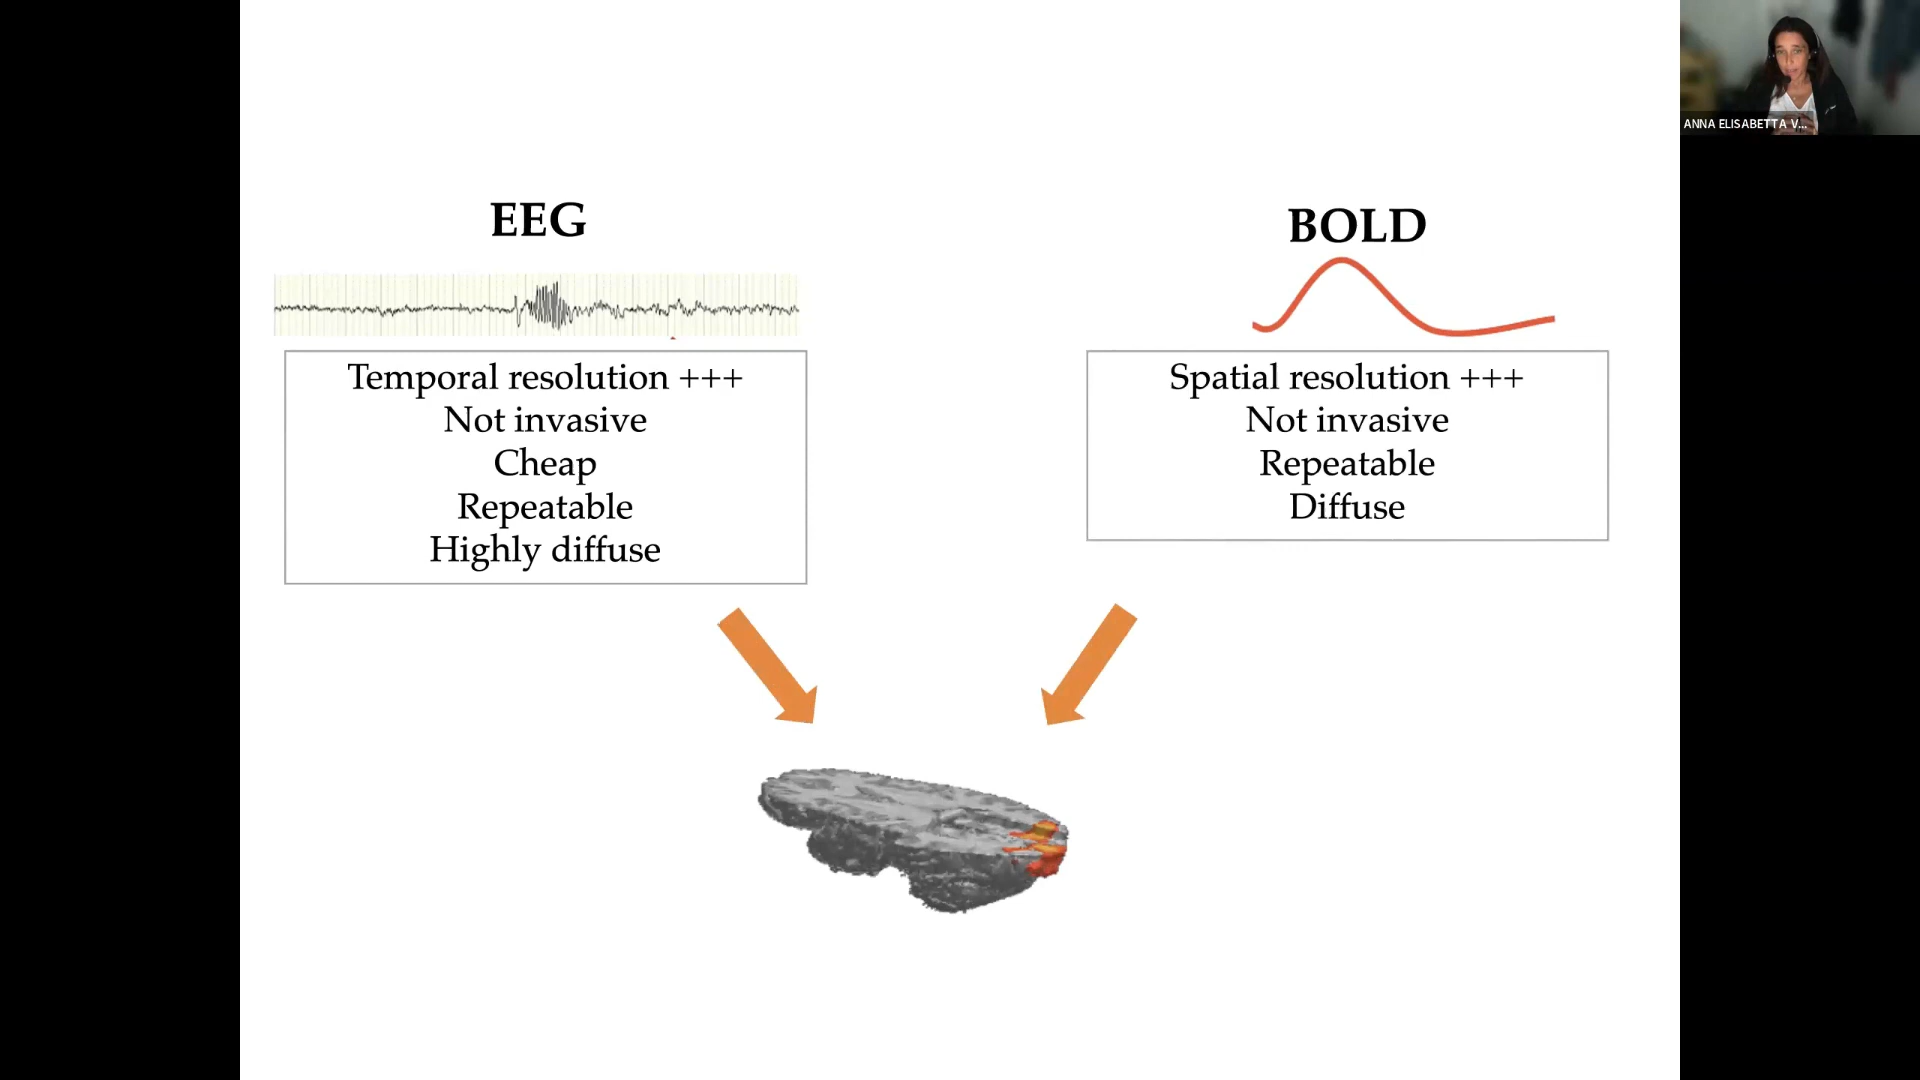 ANNA ELISABETTA V...
EEG
Temporal resolution +++
Not invasive
Cheap
Repeatable
Highly diffuse
BOLD
Spatial resolution +++
Not invasive
Repeatable
Diffuse